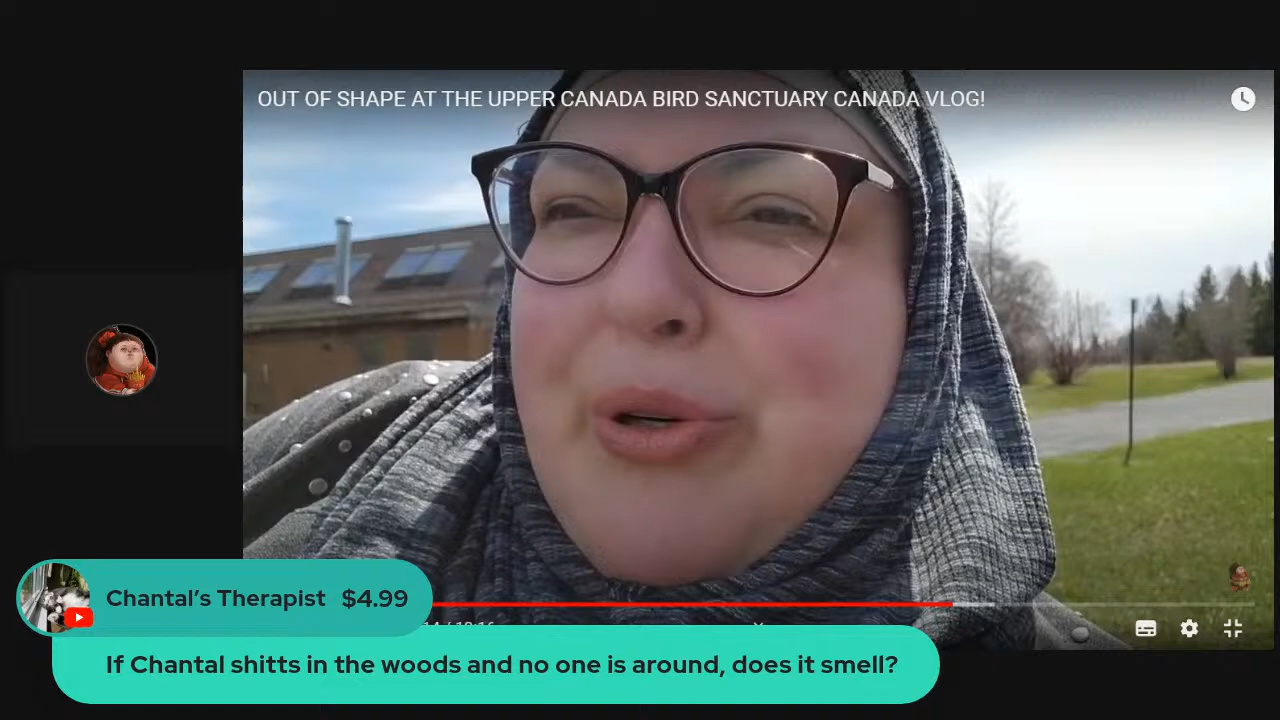 OUT OF SHAPE AT THE UPPER CANADA BIRD SANCTUARY CANADA VLOG!
Chantal's Therapist $4.99
If Chantal shitts in the woods and no one is around, does it smell?